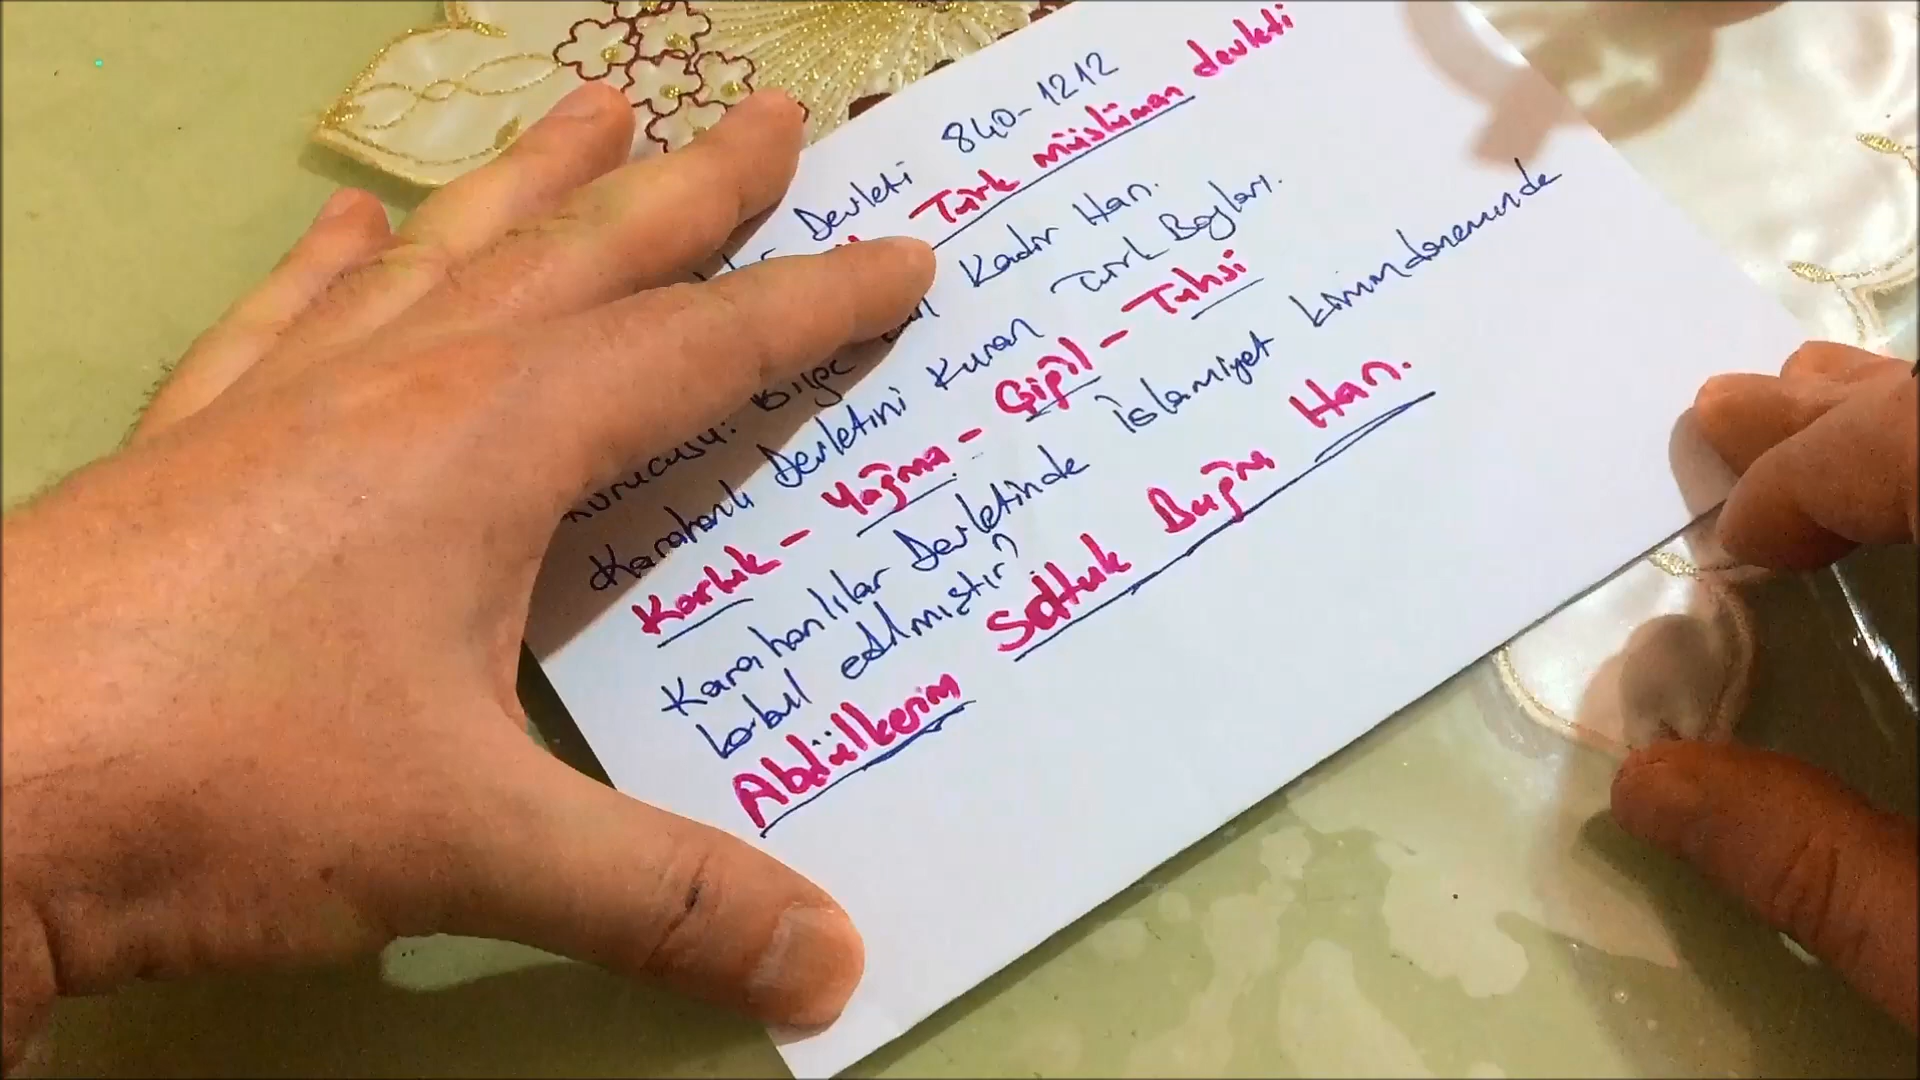 Devleti 840-1212
Türk müslüman devleti
Kurucusu: Bilge Kadir Han.
Karahanlı Devletini Kuran Türk Boyları.
Karluk - Yağma - Çiğil - Tuhsi
Karahanlılar Devletinde İslamiyet kimin döneminde
kabul edilmiştir?
Abdülkerim Sattuk Buğra Han.